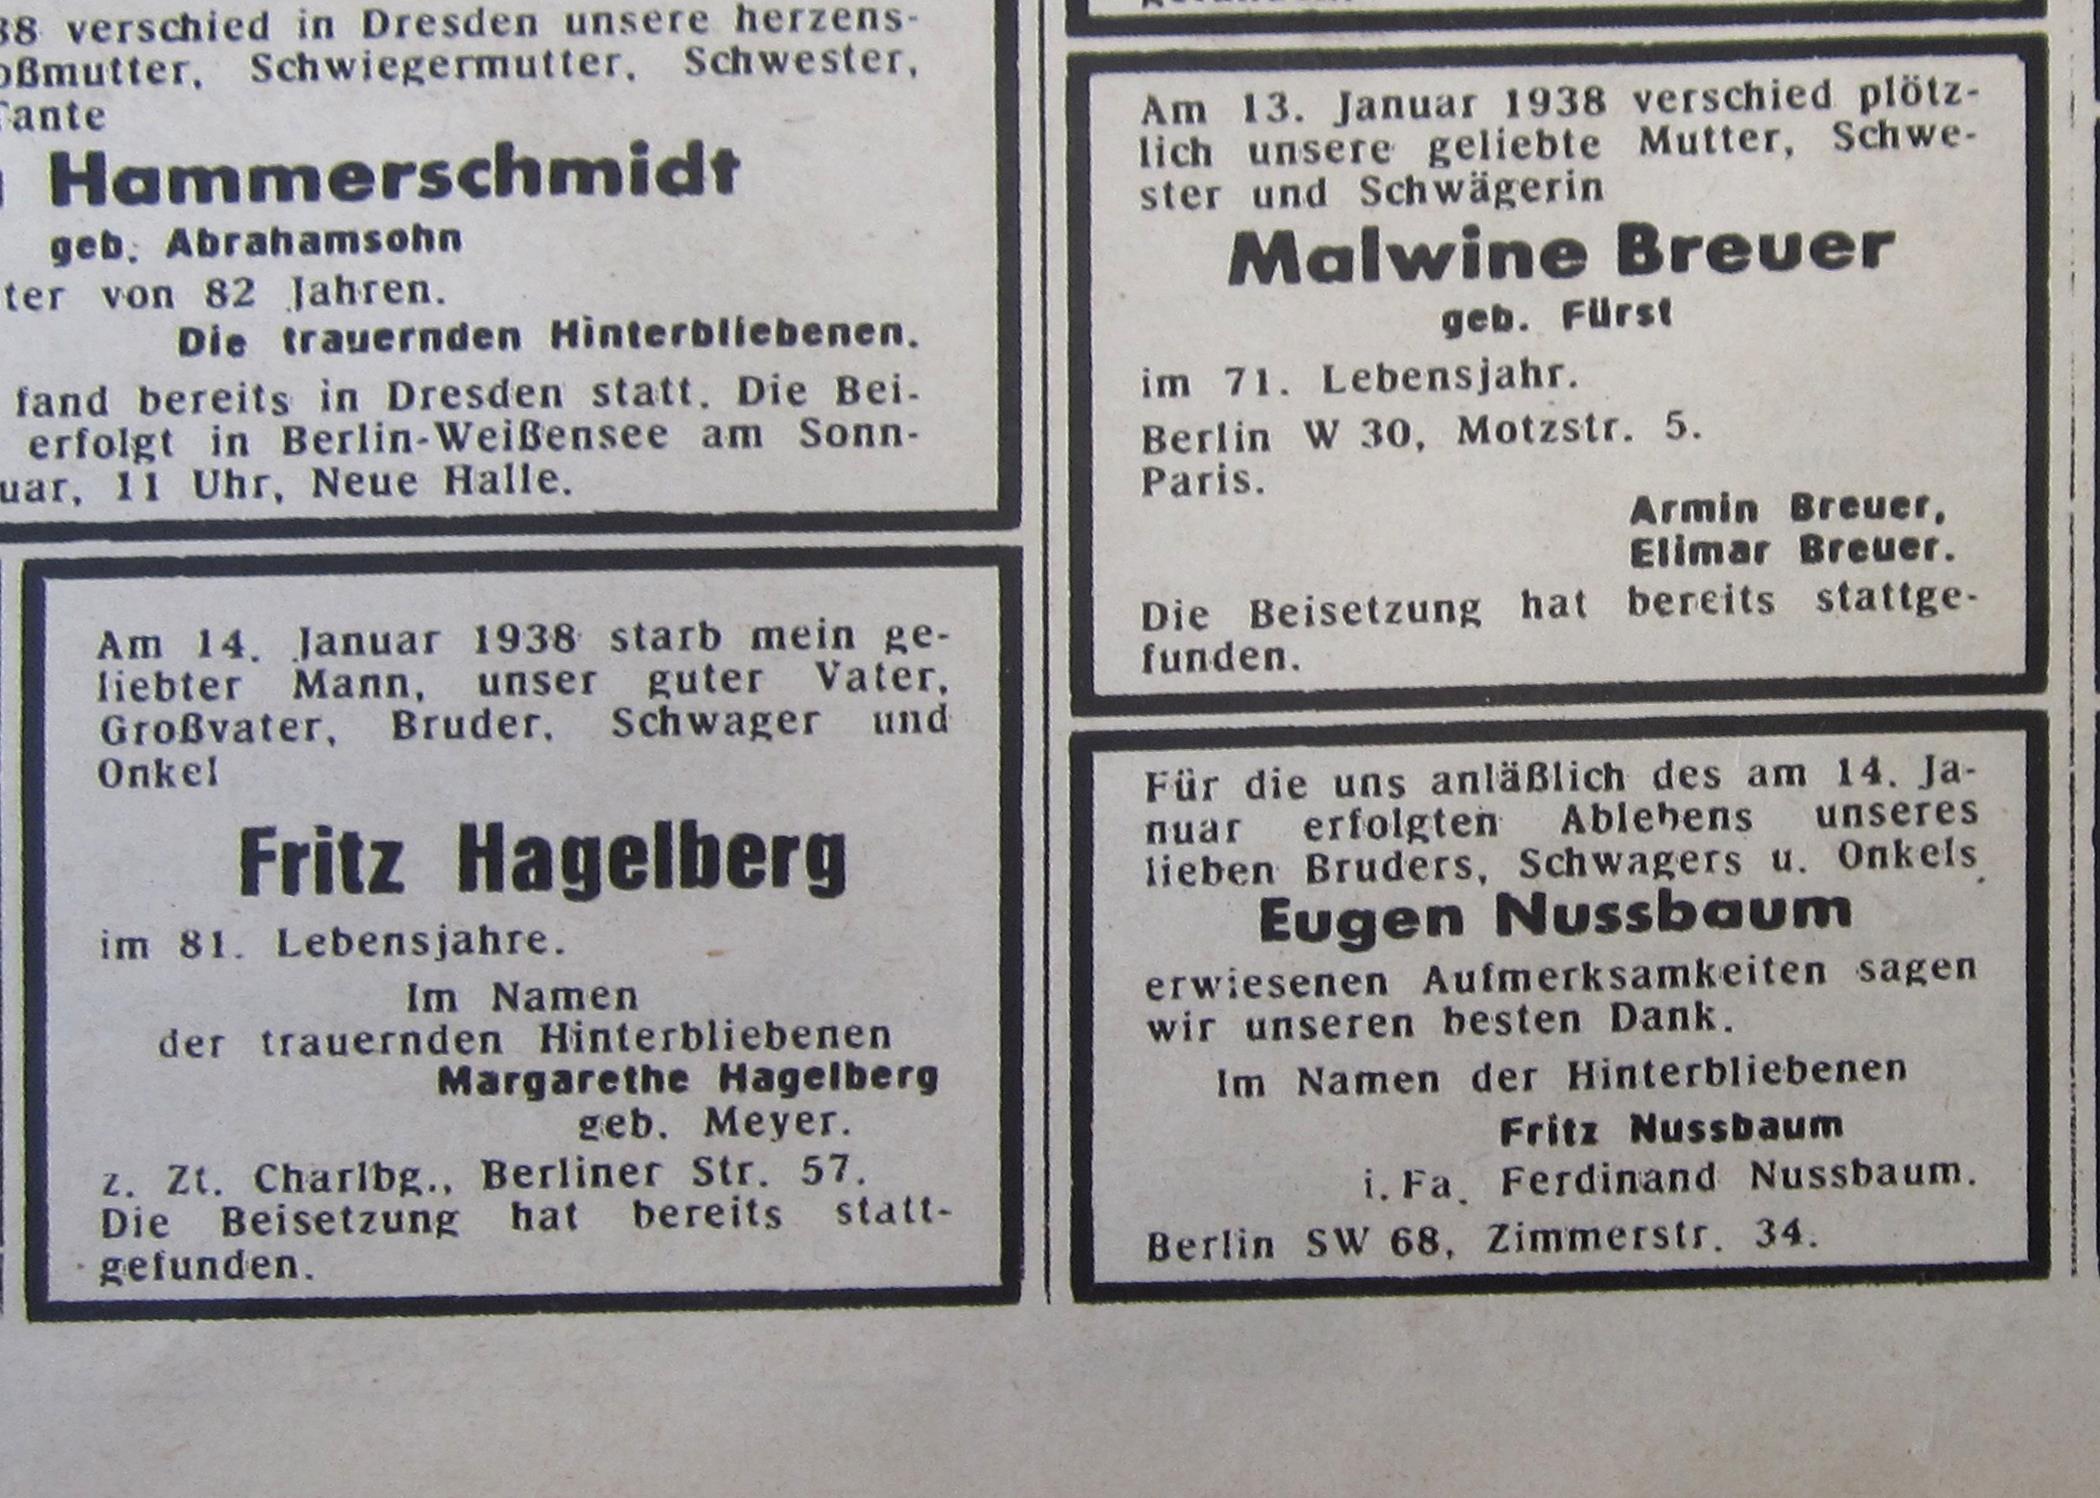 38 verschied in Dresden unsere herzens-
oßmutter, Schwiegermutter, Schwester,
Tante
Hammerschmidt
geb. Abrahamsohn
ter von 82 Jahren.
Die trauernden Hinterbliebenen.
fand bereits in Dresden statt. Die Bei-
erfolgt in Berlin-Weißensee am Sonn-
uar, 11 Uhr, Neue Halle.
Am 14. Januar 1938 starb mein ge-
liebter Mann, unser guter Vater,
Großvater, Bruder, Schwager und
Onkel
Fritz Hagelberg
im 81. Lebensjahre.
Im Namen
der trauernden Hinterbliebenen
Margarethe Hagelberg
geb. Meyer.
z. Zt. Charlbg., Berliner Str. 57.
Die Beisetzung hat bereits statt-
gefunden.
Am 13. Januar 1938 verschied plötz-
lich unsere geliebte Mutter, Schwe-
ster und Schwägerin
Malwine Breuer
geb. Fürst
im 71. Lebensjahr.
Berlin W 30, Motzstr. 5.
Paris.
Armin Breuer,
Elimar Breuer.
Die Beisetzung hat bereits stattge-
funden.
Für die uns anläßlich des am 14. Ja-
nuar erfolgten Ablebens unseres
lieben Bruders, Schwagers u. Onkels
Eugen Nussbaum
erwiesenen Aufmerksamkeiten sagen
wir unseren besten Dank.
Im Namen der Hinterbliebenen
Fritz Nussbaum
i. Fa. Ferdinand Nussbaum.
Berlin SW 68, Zimmerstr. 34.